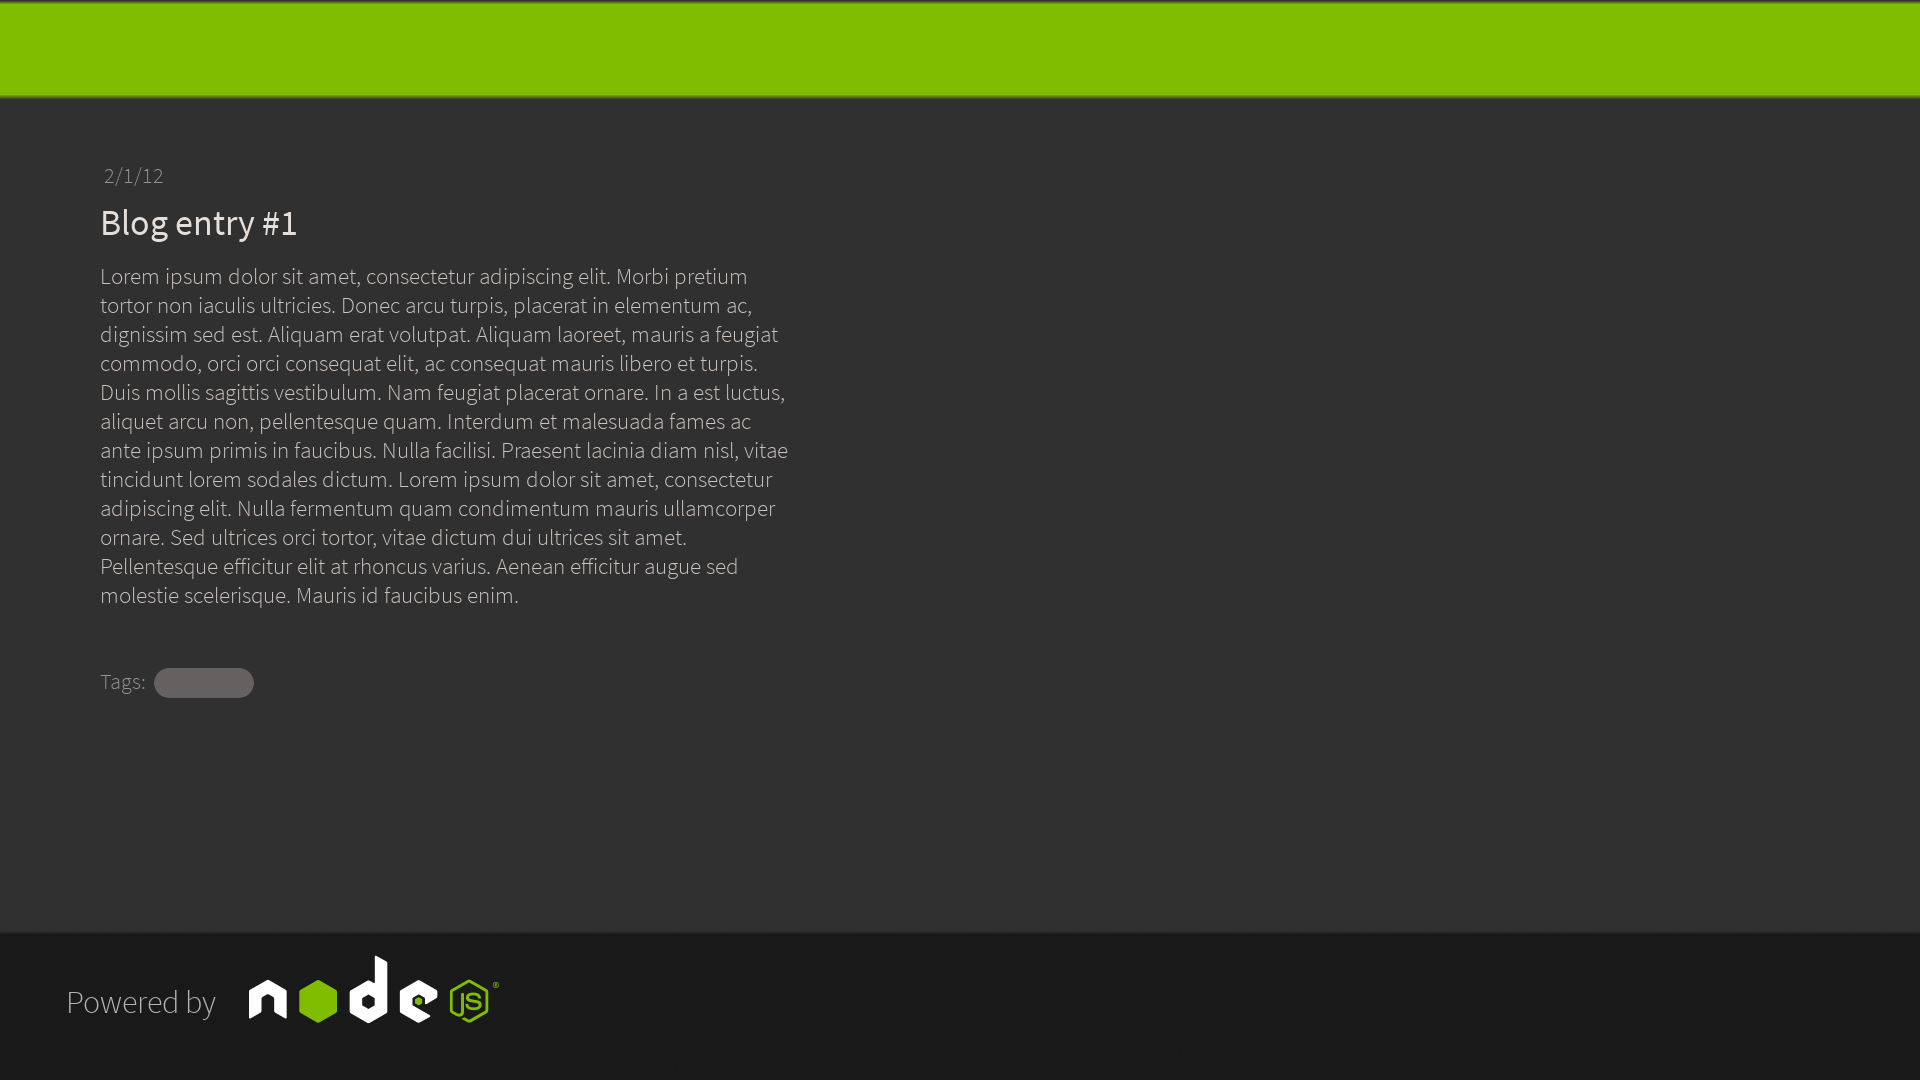 2/1/12
Blog entry #1
Lorem ipsum dolor sit amet, consectetur adipiscing elit. Morbi pretium
tortor non iaculis ultricies. Donec arcu turpis, placerat in elementum ac,
dignissim sed est. Aliquam erat volutpat. Aliquam laoreet, mauris a feugiat
commodo, orci orci consequat elit, ac consequat mauris libero et turpis.
Duis mollis sagittis vestibulum. Nam feugiat placerat ornare. In a est luctus,
aliquet arcu non, pellentesque quam. Interdum et malesuada fames ac
ante ipsum primis in faucibus. Nulla facilisi. Praesent lacinia diam nisl, vitae
tincidunt lorem sodales dictum. Lorem ipsum dolor sit amet, consectetur
adipiscing elit. Nulla fermentum quam condimentum mauris ullamcorper
ornare. Sed ultrices orci tortor, vitae dictum dui ultrices sit amet.
Pellentesque efficitur elit at rhoncus varius. Aenean efficitur augue sed
molestie scelerisque. Mauris id faucibus enim.
Tags:
Powered by node JS®